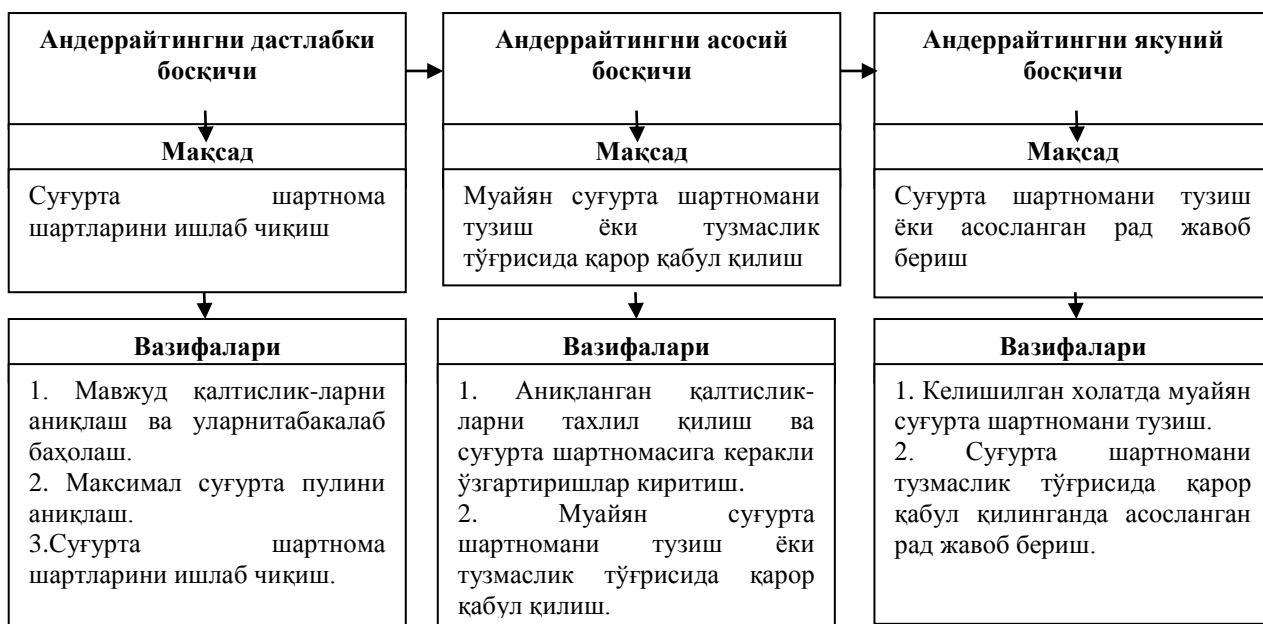 Андеррайтингни дастлабки
босқичи
Мақсад
Суғурта шартнома
шартларини ишлаб чиқиш
Вазифалари
1. Мавжуд қалтислик-ларни
аниқлаш ва уларнитабакалаб
баҳолаш.
2. Максимал суғурта пулини
аниқлаш.
3.Суғурта шартнома
шартларини ишлаб чиқиш.
Андеррайтингни асосий
босқичи
Мақсад
Муайян суғурта шартномани
тузиш ёки тузмаслик
тўғрисида қарор қабул қилиш
Вазифалари
1. Аниқланган қалтислик-
ларни тахлил қилиш ва
суғурта шартномасига керакли
ўзгартиришлар киритиш.
2. Муайян суғурта
шартномани тузиш ёки
тузмаслик тўғрисида қарор
қабул қилиш.
Андеррайтингни якуний
босқичи
Мақсад
Суғурта шартномани тузиш
ёки асосланган рад жавоб
бериш
Вазифалари
1. Келишилган холатда муайян
суғурта шартномани тузиш.
2. Суғурта шартномани
тузмаслик тўғрисида қарор
қабул қилинганда асосланган
рад жавоб бериш.